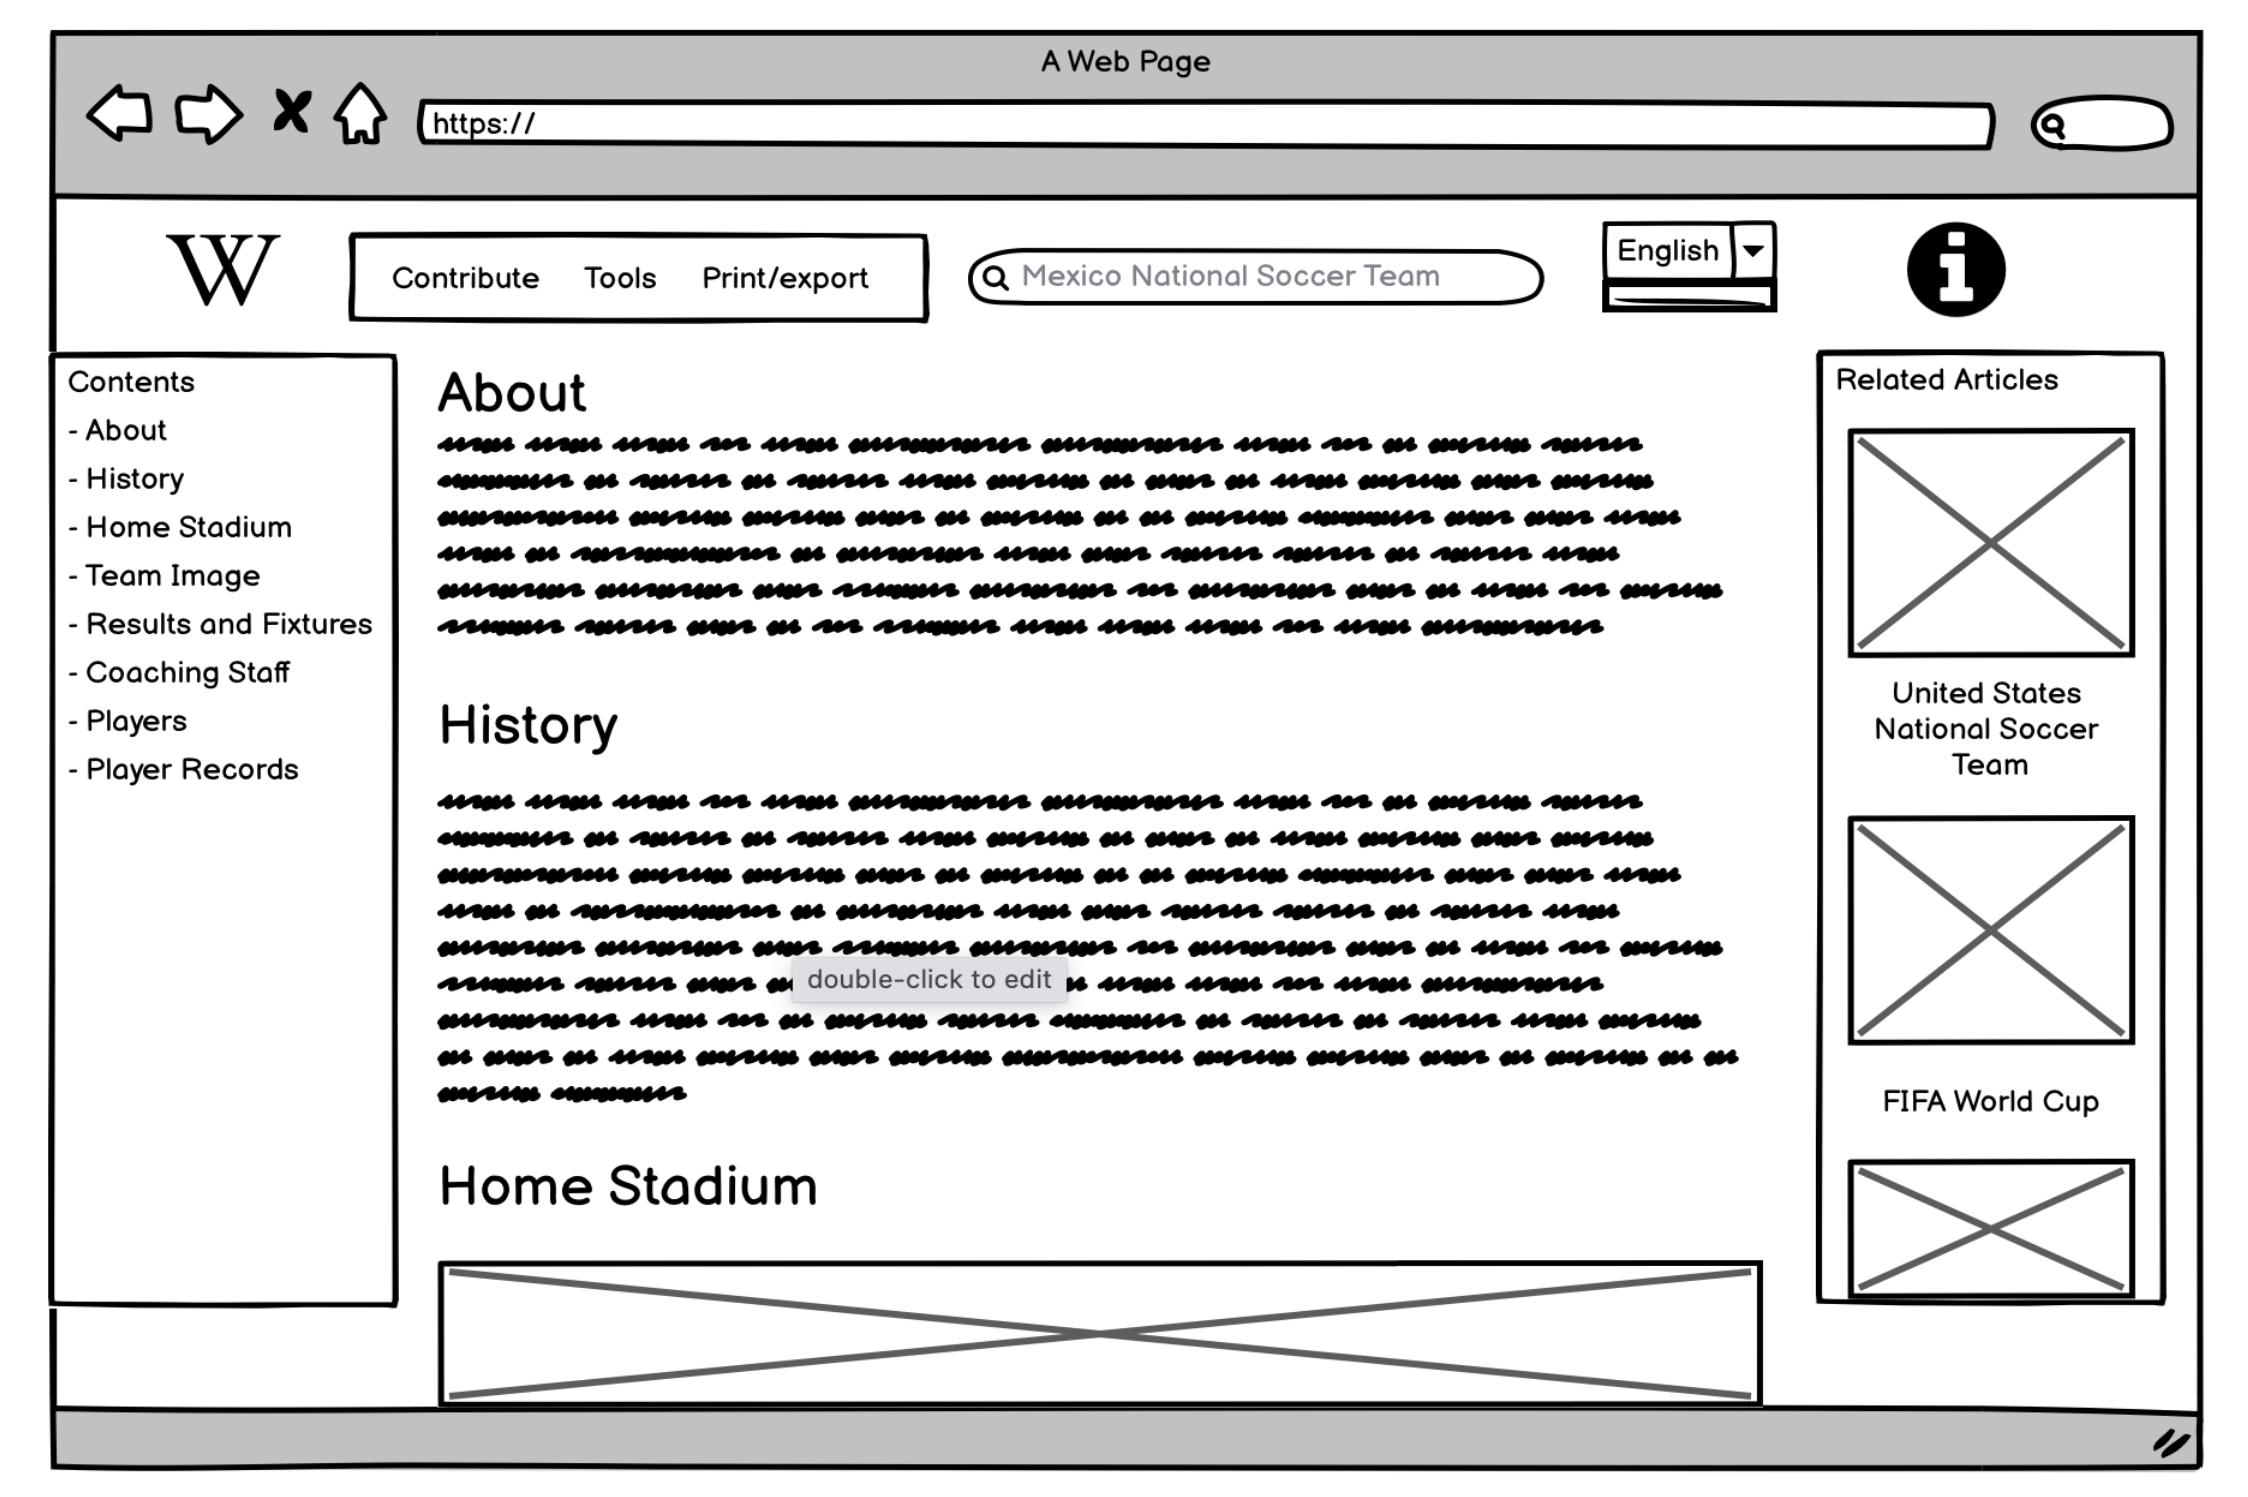 A Web Page
https://
W
Contribute Tools Print/export
Mexico National Soccer Team
English
i
Contents
- About
- History
- Home Stadium
- Team Image
- Results and Fixtures
- Coaching Staff
- Players
- Player Records
About
History
double-click to edit
Home Stadium
Related Articles
United States
National Soccer
Team
FIFA World Cup